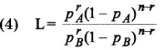 (4) L = p_A^r(1 − p_A)^{n-r} / p_B^r(1 − p_B)^{n-r}